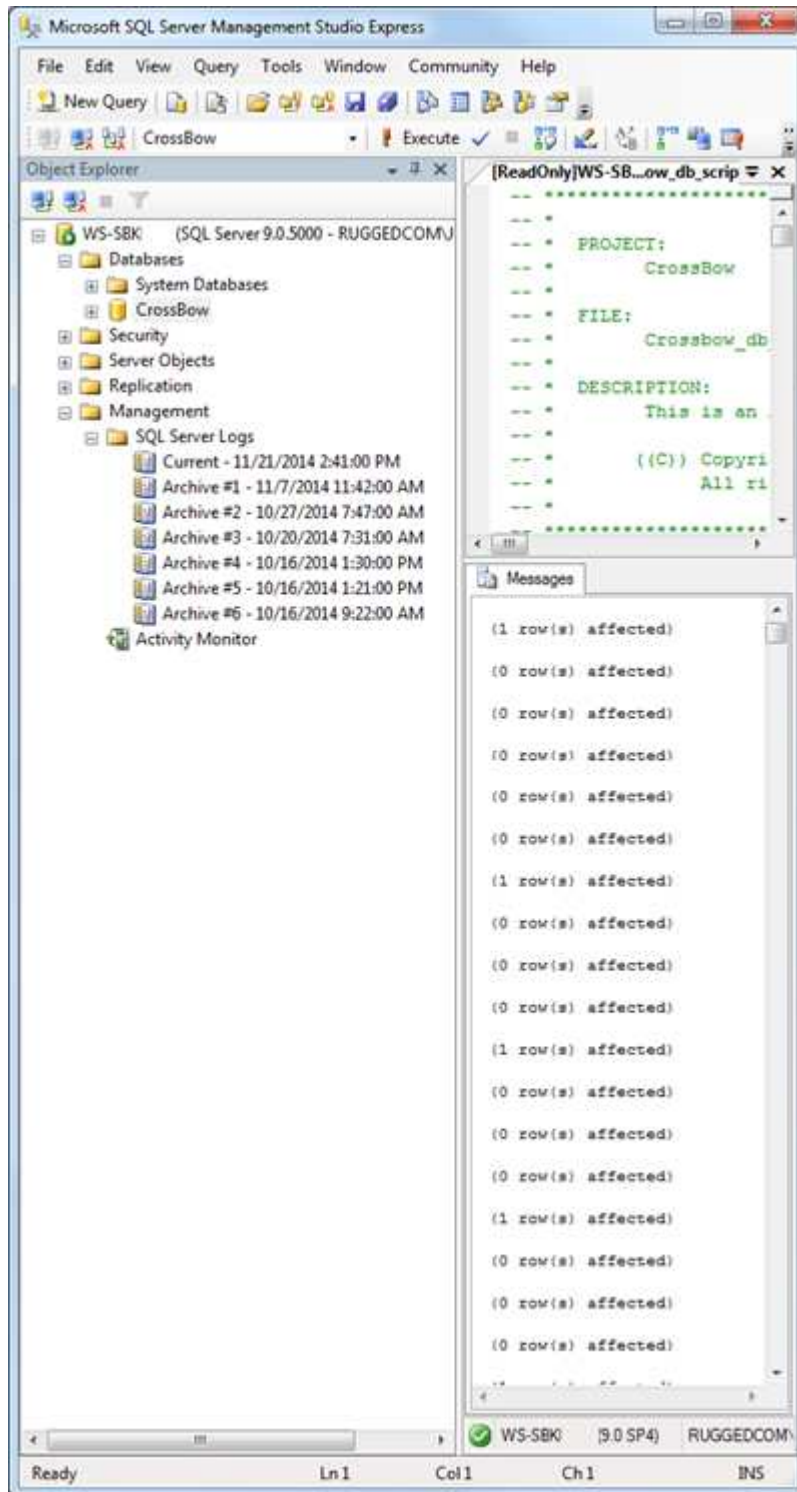 Microsoft SQL Server Management Studio Express
File Edit View Query Tools Window Community Help
New Query
CrossBow Execute
Object Explorer
WS-SBK (SQL Server 9.0.5000 - RUGGEDCOM\J
Databases
System Databases
CrossBow
Security
Server Objects
Replication
Management
SQL Server Logs
Current - 11/21/2014 2:41:00 PM
Archive #1 - 11/7/2014 11:42:00 AM
Archive #2 - 10/27/2014 7:47:00 AM
Archive #3 - 10/20/2014 7:31:00 AM
Archive #4 - 10/16/2014 1:30:00 PM
Archive #5 - 10/16/2014 1:21:00 PM
Archive #6 - 10/16/2014 9:22:00 AM
Activity Monitor
[ReadOnly]WS-SB...ow_db_scrip
-- **********************
-- *
-- * PROJECT:
-- * CrossBow
-- *
-- * FILE:
-- * Crossbow_db_
-- *
-- * DESCRIPTION:
-- * This is an
-- *
-- * ((C)) Copyri
-- * All ri
-- *
-- **********************
Messages
(1 row(s) affected)
(0 row(s) affected)
(0 row(s) affected)
(0 row(s) affected)
(0 row(s) affected)
(0 row(s) affected)
(1 row(s) affected)
(0 row(s) affected)
(0 row(s) affected)
(0 row(s) affected)
(1 row(s) affected)
(0 row(s) affected)
(0 row(s) affected)
(0 row(s) affected)
(1 row(s) affected)
(0 row(s) affected)
(0 row(s) affected)
(0 row(s) affected)
WS-SBK (9.0 SP4) RUGGEDCOM\
Ready Ln 1 Col 1 Ch 1 INS